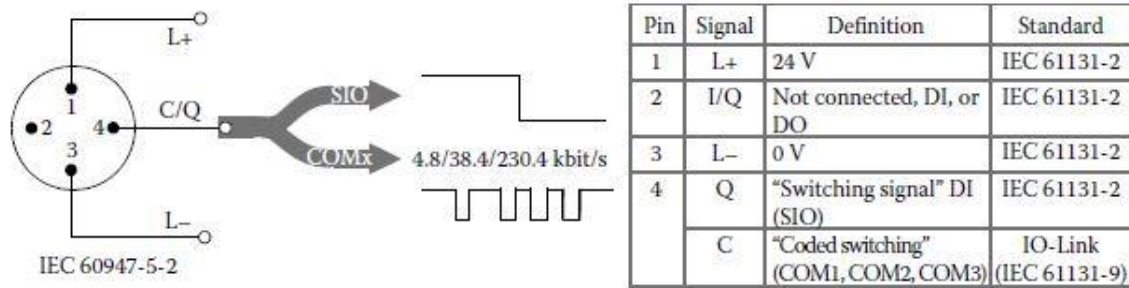 L+
C/Q
1
2
4
3
L–
IEC 60947-5-2
SIO
COMx
4.8/38.4/230.4 kbit/s
Pin Signal Definition Standard
1 L+ 24 V IEC 61131-2
2 I/Q Not connected, DI, or DO IEC 61131-2
3 L– 0 V IEC 61131-2
4 Q “Switching signal” DI (SIO) IEC 61131-2
C “Coded switching” (COM1, COM2, COM3) IO-Link (IEC 61131-9)